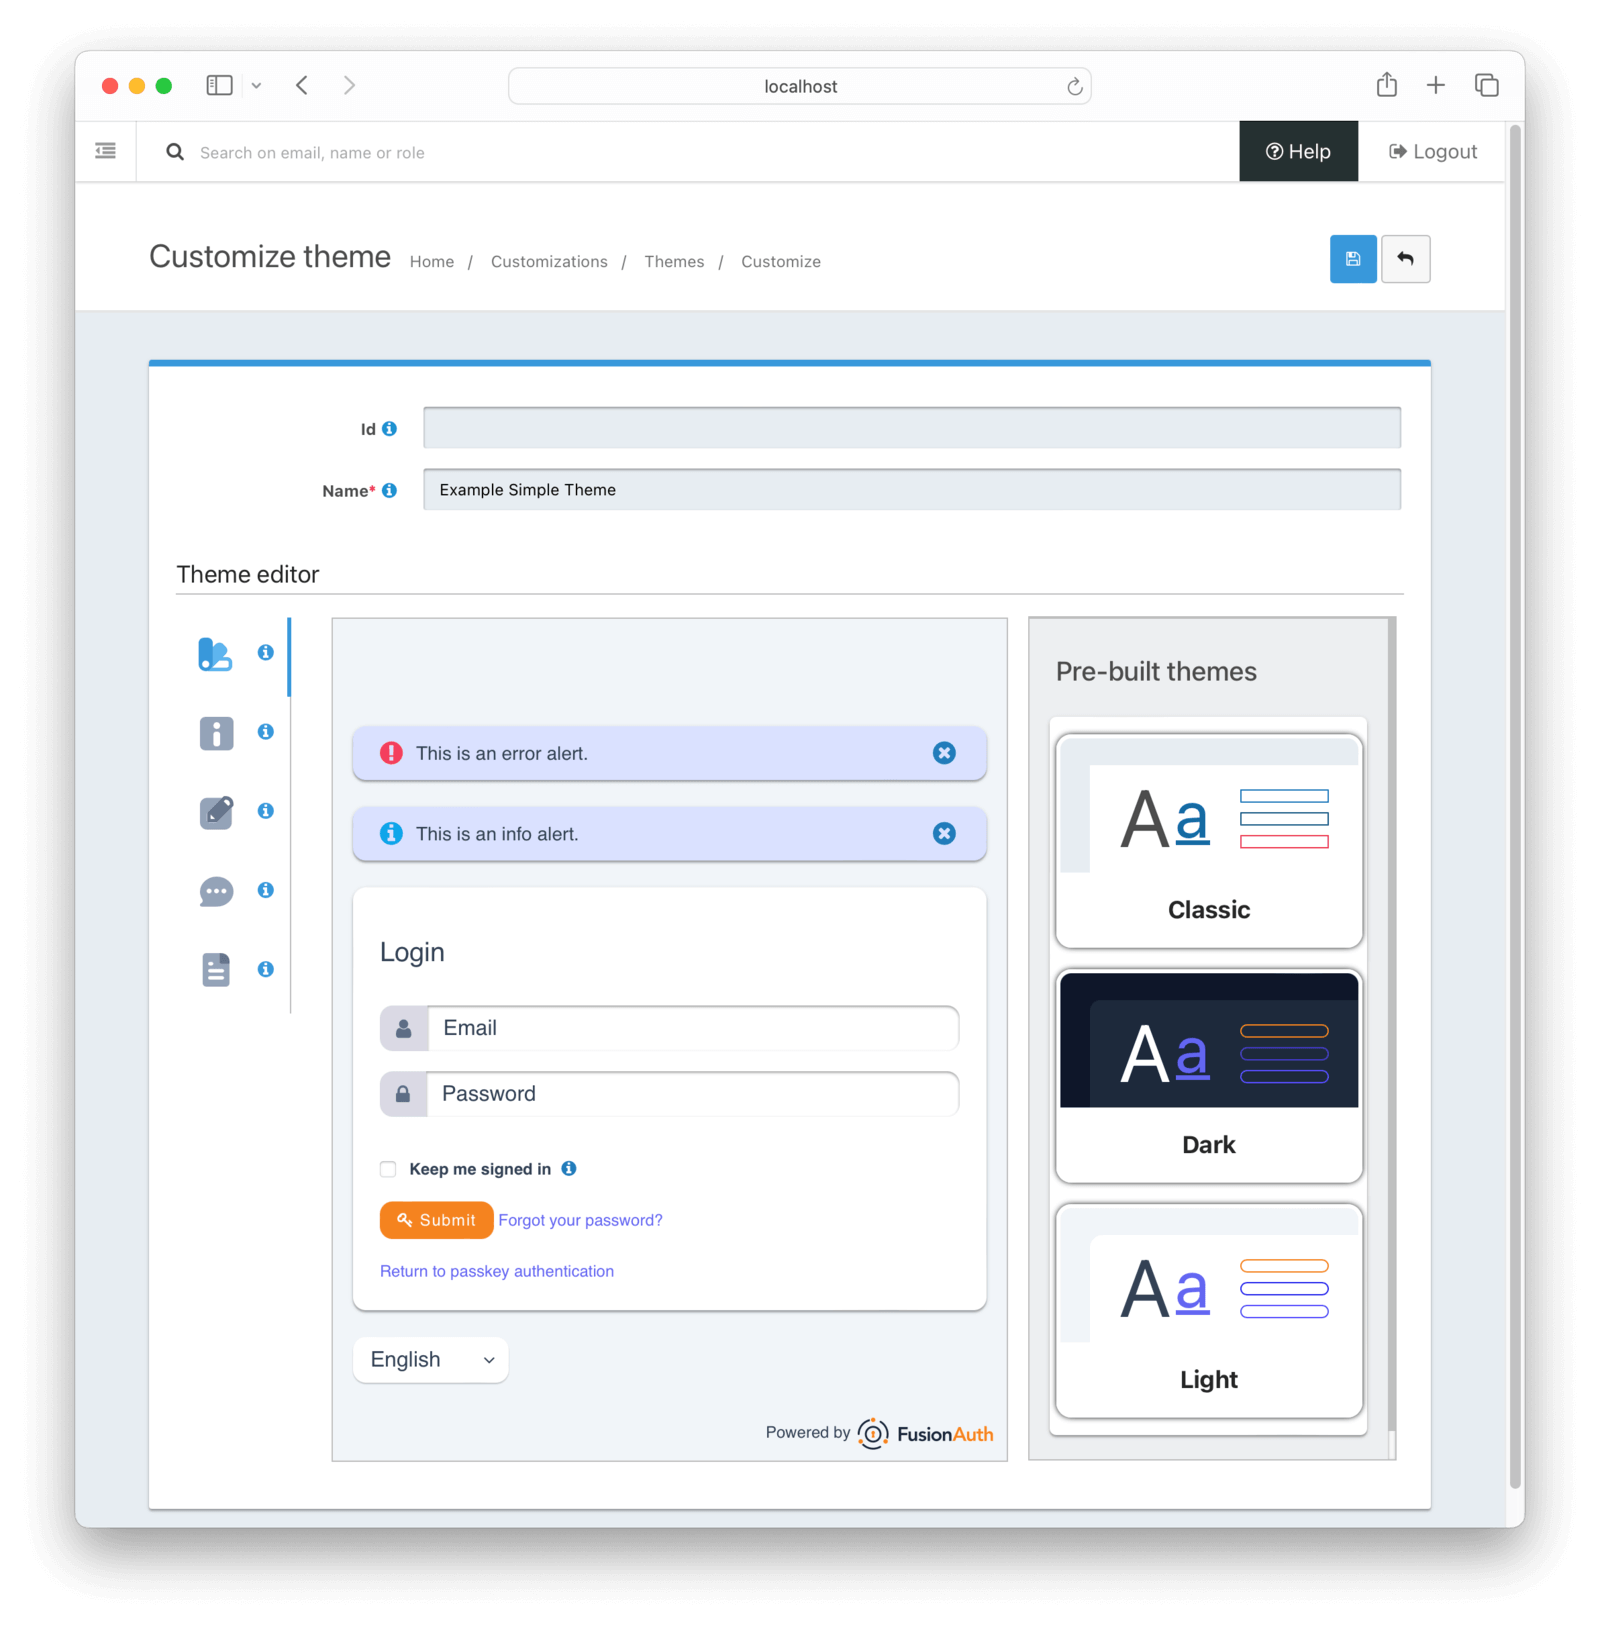 localhost
Search on email, name or role
Help
Logout
Customize theme Home / Customizations / Themes / Customize
Id
Name* Example Simple Theme
Theme editor
This is an error alert.
This is an info alert.
Login
Email
Password
Keep me signed in
Submit Forgot your password?
Return to passkey authentication
English
Powered by FusionAuth
Pre-built themes
Aa
Classic
Aa
Dark
Aa
Light